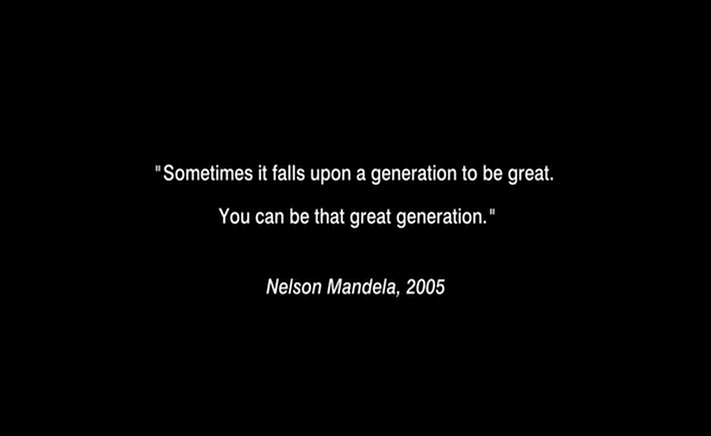 "Sometimes it falls upon a generation to be great.
You can be that great generation."
Nelson Mandela, 2005